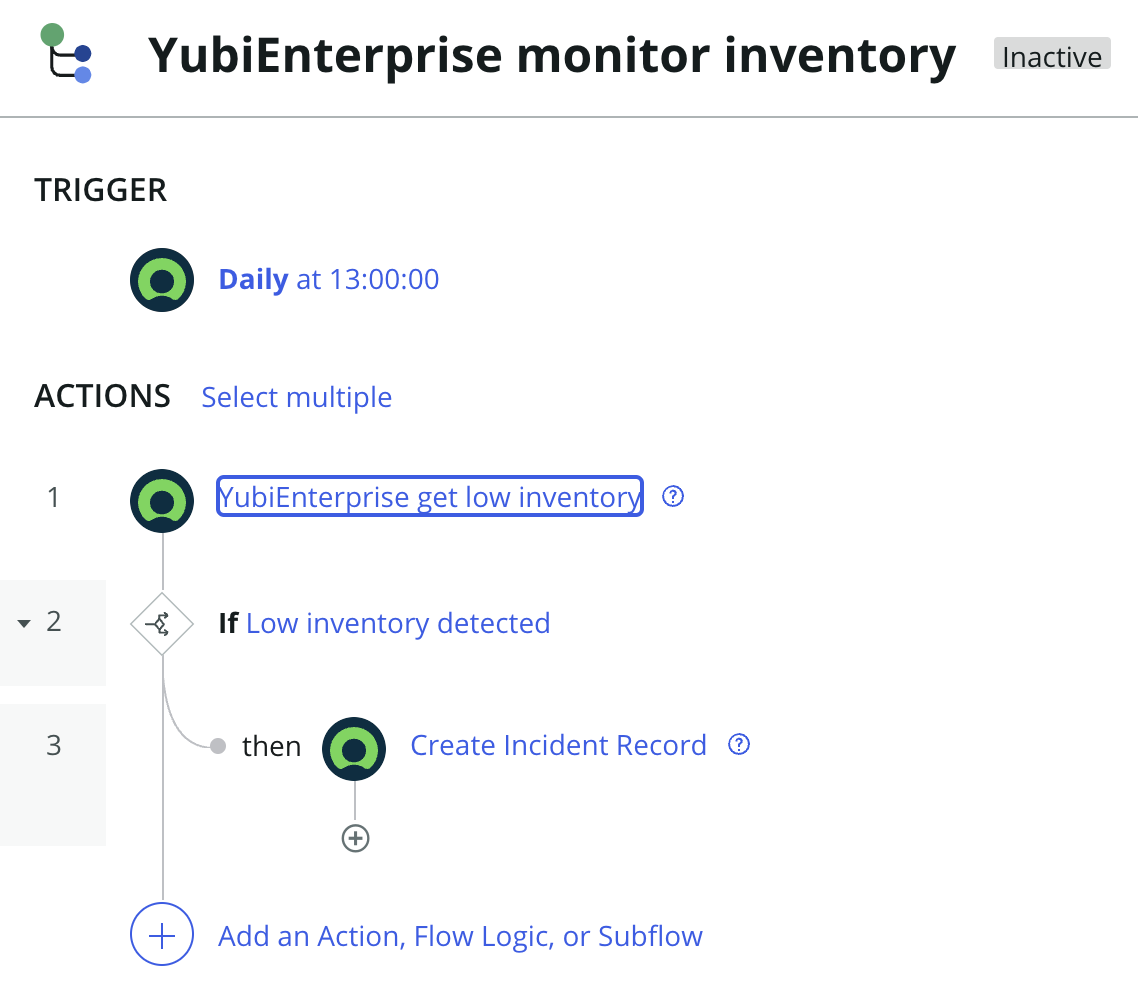 YubiEnterprise monitor inventory Inactive
TRIGGER
Daily at 13:00:00
ACTIONS Select multiple
1 YubiEnterprise get low inventory ?
2 If Low inventory detected
3 then Create Incident Record ?
Add an Action, Flow Logic, or Subflow